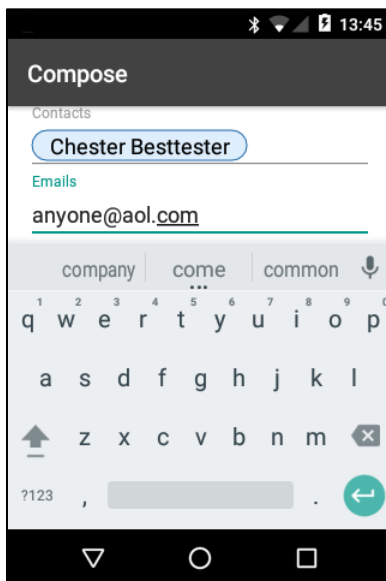 13:45
Compose
Contacts
Chester Besttester
Emails
anyone@aol.com
company come common
1 2 3 4 5 6 7 8 9 0
q w e r t y u i o p
a s d f g h j k l
z x c v b n m
?123 , .